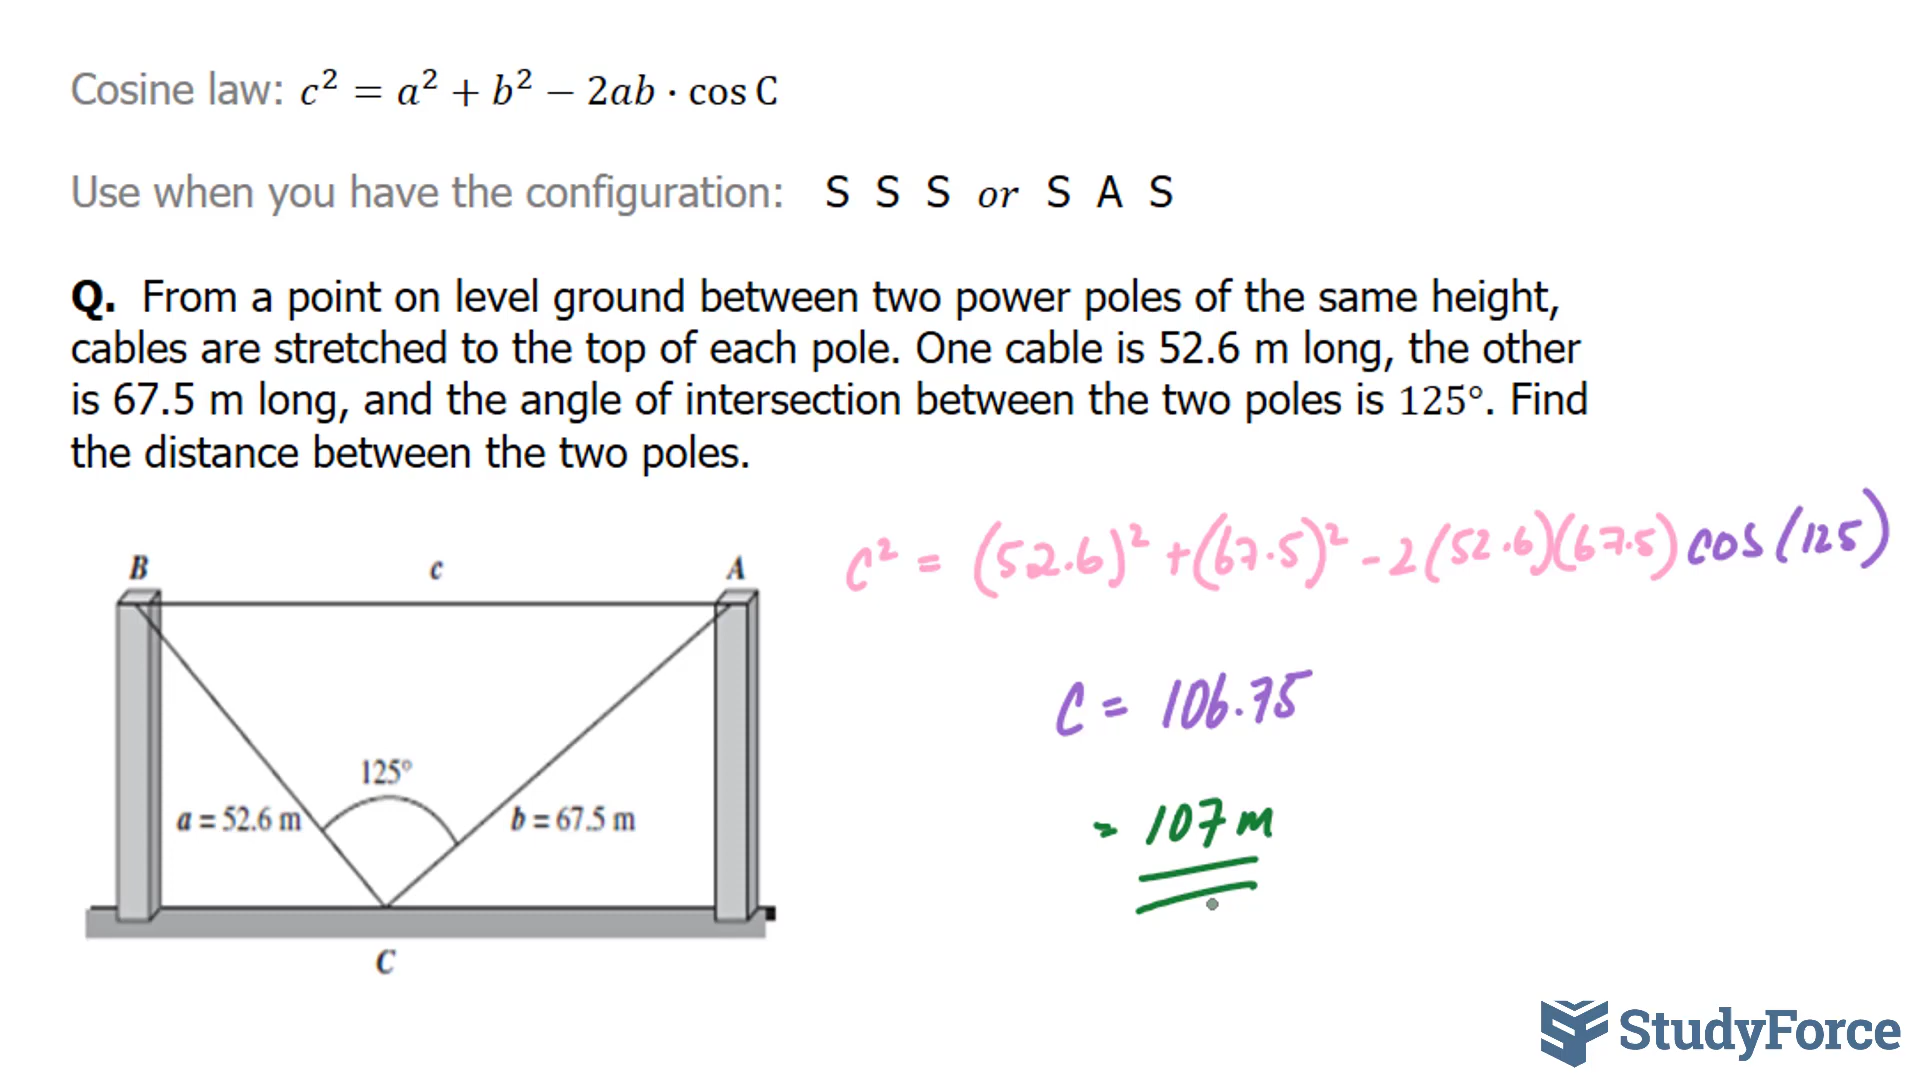 Cosine law: c² = a² + b² − 2ab · cos C
Use when you have the configuration: S S S or S A S
Q. From a point on level ground between two power poles of the same height,
cables are stretched to the top of each pole. One cable is 52.6 m long, the other
is 67.5 m long, and the angle of intersection between the two poles is 125°. Find
the distance between the two poles.
c² = (52.6)² + (67.5)² - 2(52.6)(67.5) cos(125)
B c A
c = 106.75
125°
a = 52.6 m b = 67.5 m
= 107 m
C
StudyForce